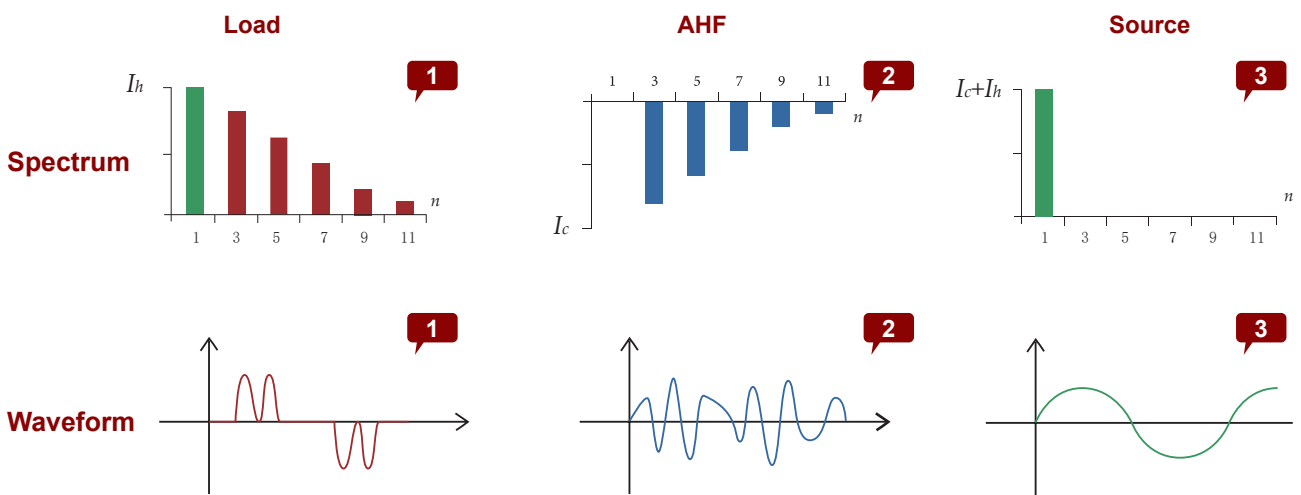 Load
AHF
Source
1
2
3
Spectrum
Ih
n
1 3 5 7 9 11
1 3 5 7 9 11
n
Ic
Ic+Ih
n
1 3 5 7 9 11
1
2
3
Waveform